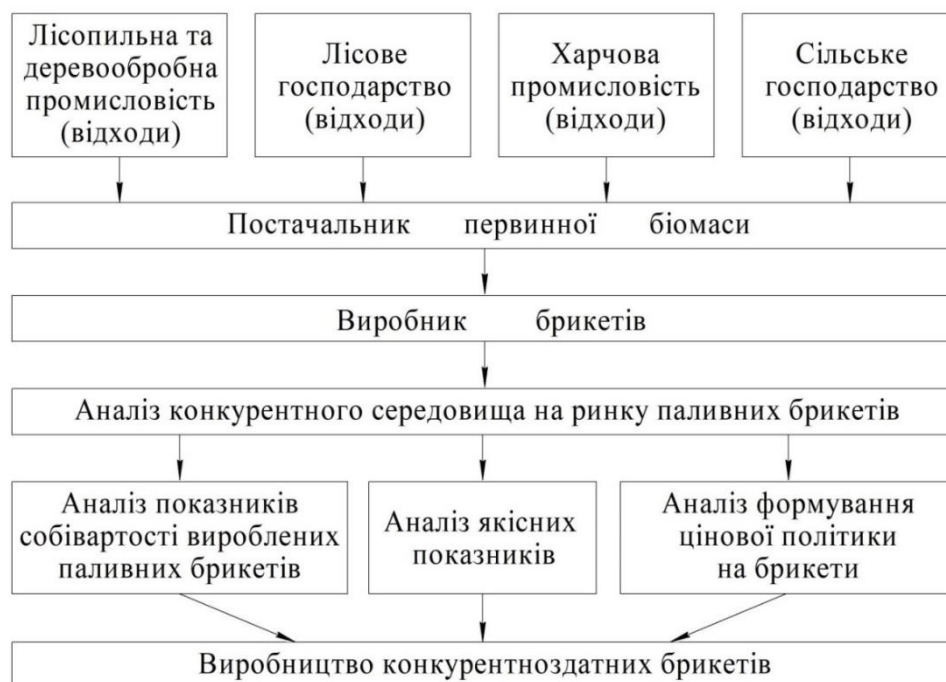 Лісопильна та
деревообробна
промисловість
(відходи)
Лісове
господарство
(відходи)
Харчова
промисловість
(відходи)
Сільське
господарство
(відходи)
Постачальник первинної біомаси
Виробник брикетів
Аналіз конкурентного середовища на ринку паливних брикетів
Аналіз показників
собівартості вироблених
паливних брикетів
Аналіз якісних
показників
Аналіз формування
цінової політики
на брикети
Виробництво конкурентноздатних брикетів